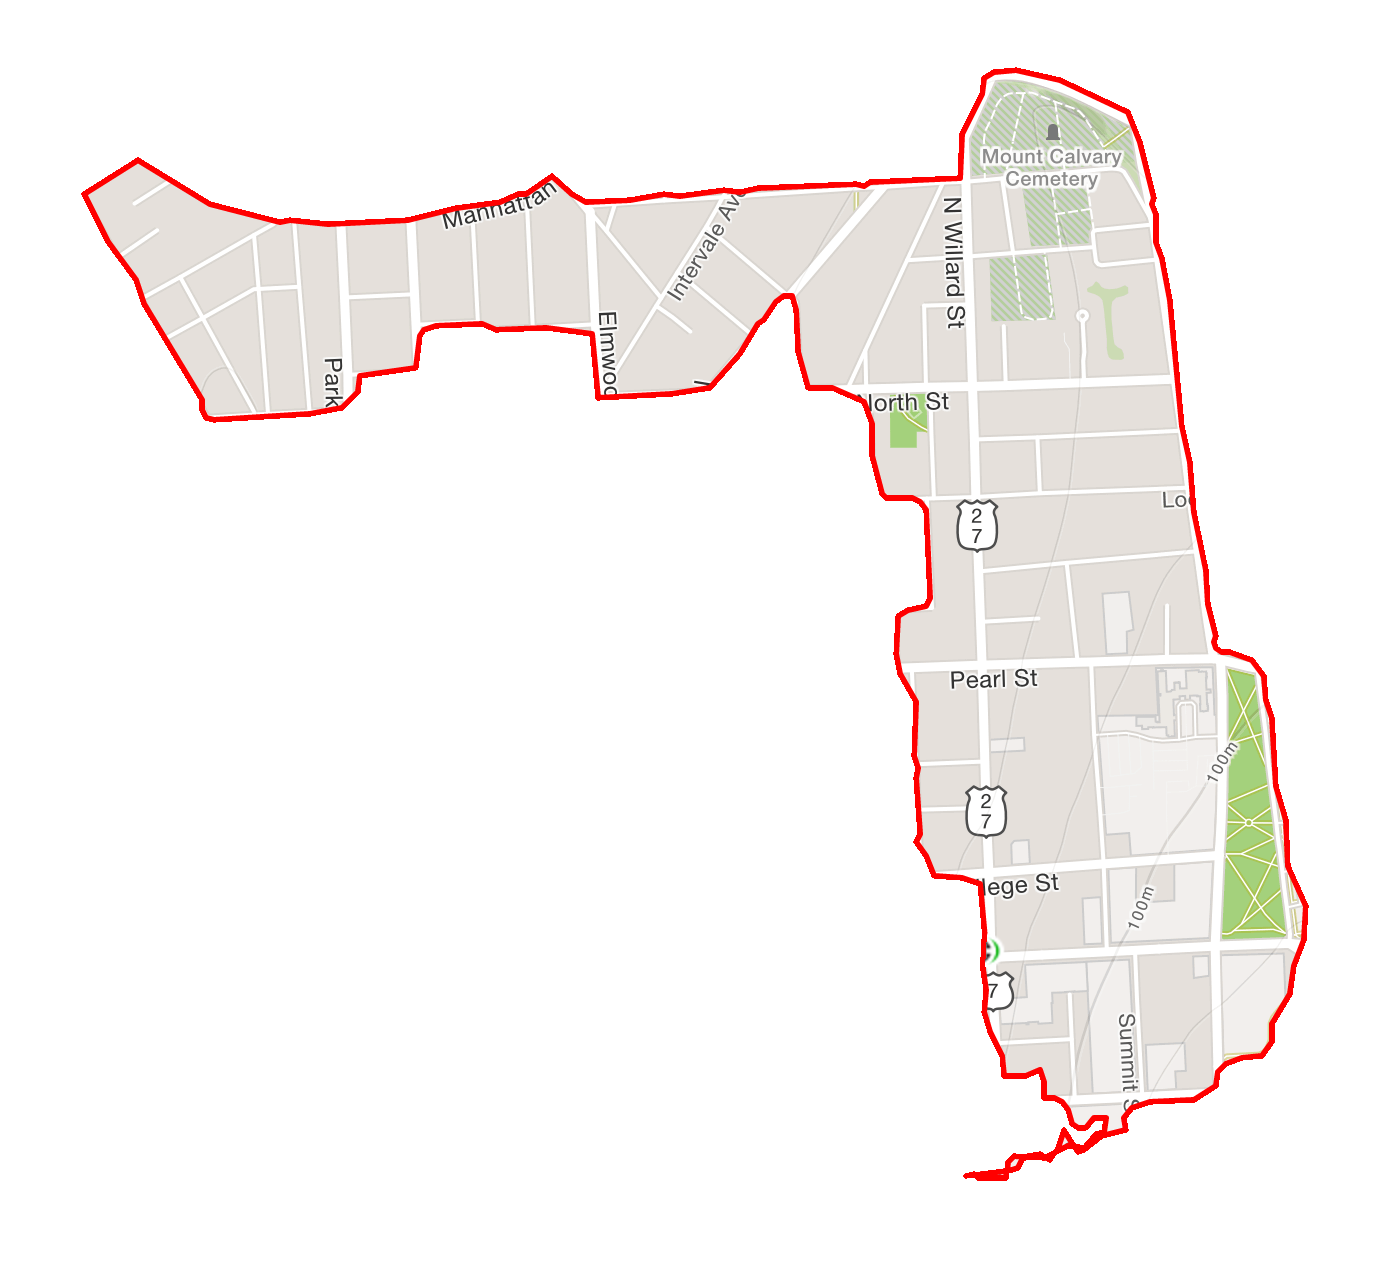 Mount Calvary
Cemetery
Manhattan
Intervale Av
N Willard St
Elmwoo
Park
North St
2
7
Lo
Pearl St
100m
2
7
lege St
100m
7
Summit S